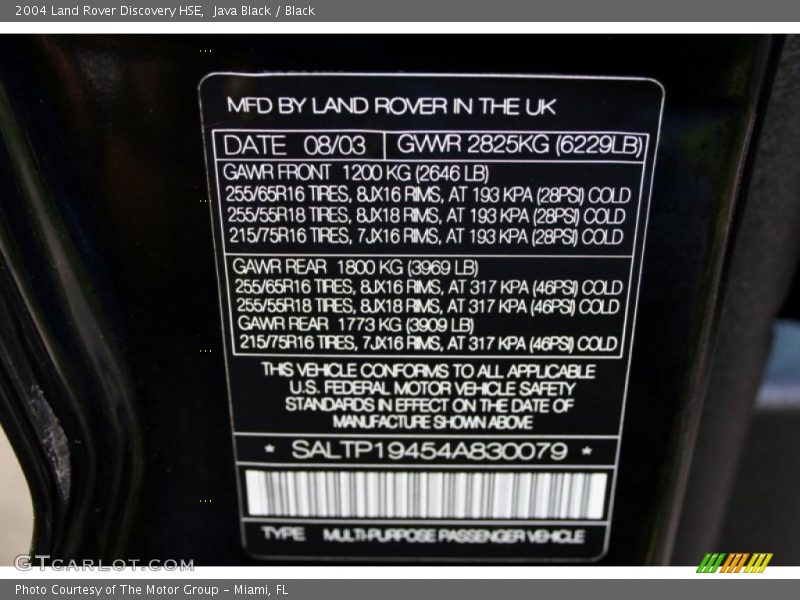 2004 Land Rover Discovery HSE, Java Black / Black
MFD BY LAND ROVER IN THE UK
DATE 08/03 GVWR 2825KG (6229LB)
GAWR FRONT 1200 KG (2646 LB)
255/65R16 TIRES, 8JX16 RIMS, AT 193 KPA (28PSI) COLD
255/55R18 TIRES, 8JX18 RIMS, AT 193 KPA (28PSI) COLD
215/75R16 TIRES, 7JX16 RIMS, AT 193 KPA (28PSI) COLD
GAWR REAR 1800 KG (3969 LB)
255/65R16 TIRES, 8JX16 RIMS, AT 317 KPA (46PSI) COLD
255/55R18 TIRES, 8JX18 RIMS, AT 317 KPA (46PSI) COLD
GAWR REAR 1773 KG (3909 LB)
215/75R16 TIRES, 7JX16 RIMS, AT 317 KPA (46PSI) COLD
THIS VEHICLE CONFORMS TO ALL APPLICABLE
U.S. FEDERAL MOTOR VEHICLE SAFETY
STANDARDS IN EFFECT ON THE DATE OF
MANUFACTURE SHOWN ABOVE
* SALTP19454A830079 *
TYPE MULTI-PURPOSE PASSENGER VEHICLE
GTCARLOT.COM
Photo Courtesy of The Motor Group - Miami, FL